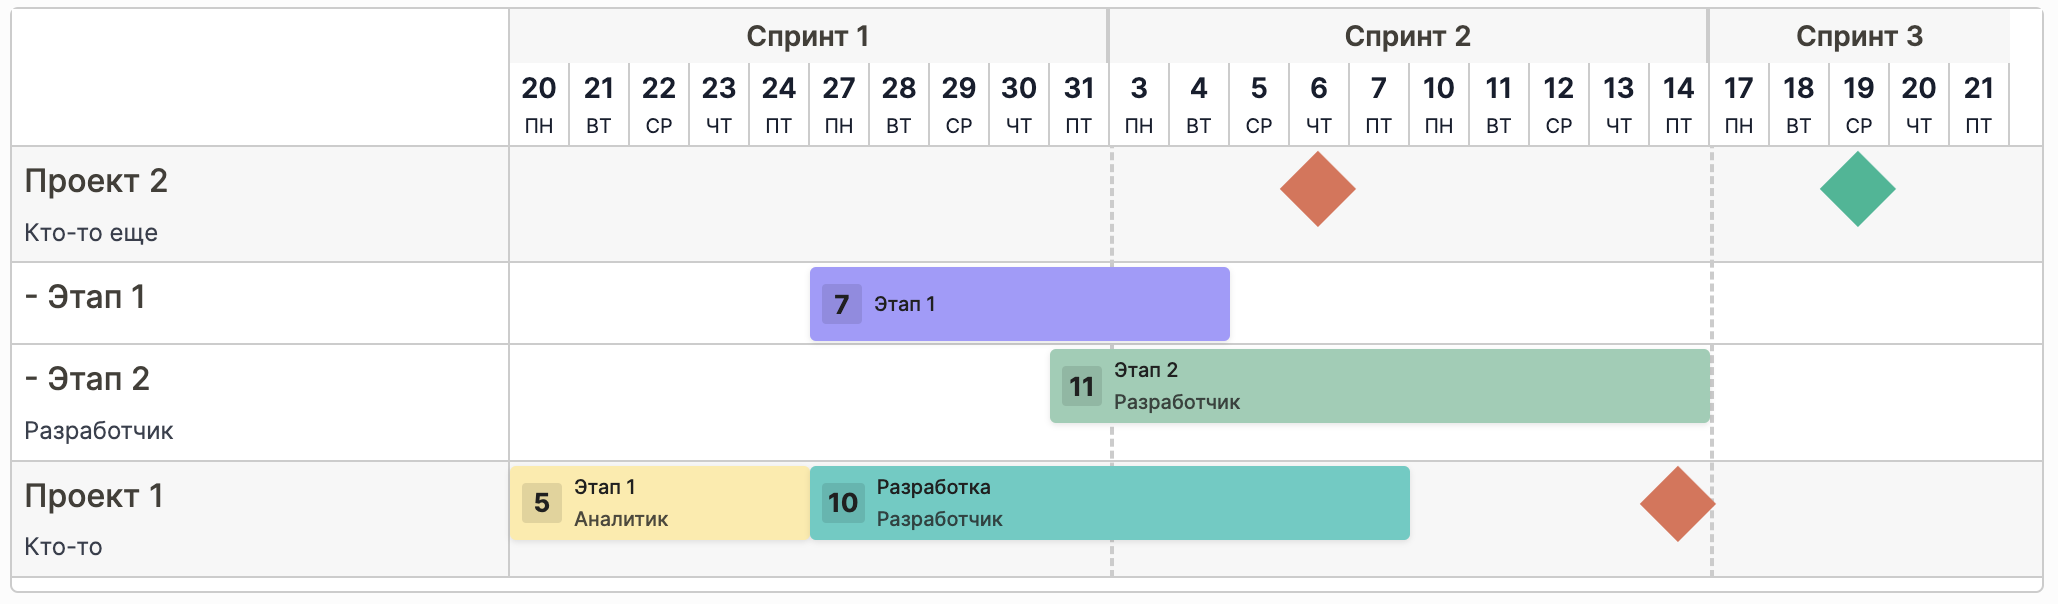 Спринт 1 Спринт 2 Спринт 3
20 21 22 23 24 27 28 29 30 31 3 4 5 6 7 10 11 12 13 14 17 18 19 20 21
ПН ВТ СР ЧТ ПТ ПН ВТ СР ЧТ ПТ ПН ВТ СР ЧТ ПТ ПН ВТ СР ЧТ ПТ ПН ВТ СР ЧТ ПТ
Проект 2
Кто-то еще
- Этап 1
7 Этап 1
- Этап 2
Разработчик
11 Этап 2
Разработчик
Проект 1
Кто-то
5 Этап 1
Аналитик
10 Разработка
Разработчик